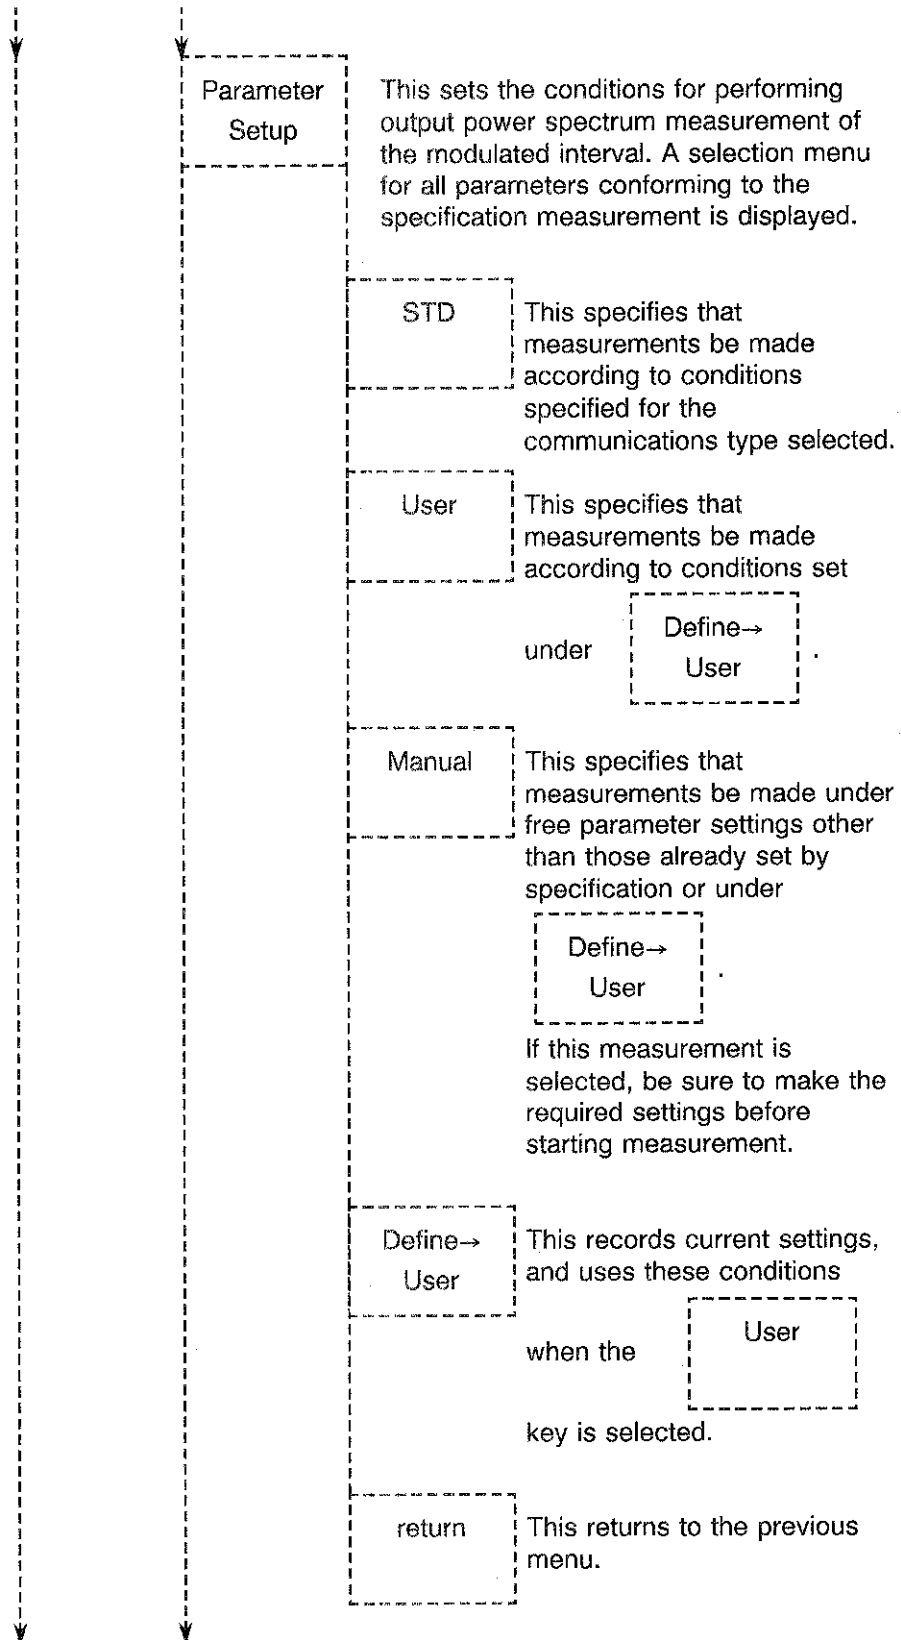 Parameter
Setup
This sets the conditions for performing
output power spectrum measurement of
the modulated interval. A selection menu
for all parameters conforming to the
specification measurement is displayed.
STD
This specifies that
measurements be made
according to conditions
specified for the
communications type selected.
User
This specifies that
measurements be made
according to conditions set
under Define→
User .
Manual
This specifies that
measurements be made under
free parameter settings other
than those already set by
specification or under
Define→
User .
If this measurement is
selected, be sure to make the
required settings before
starting measurement.
Define→
User
This records current settings,
and uses these conditions
when the User
key is selected.
return
This returns to the previous
menu.